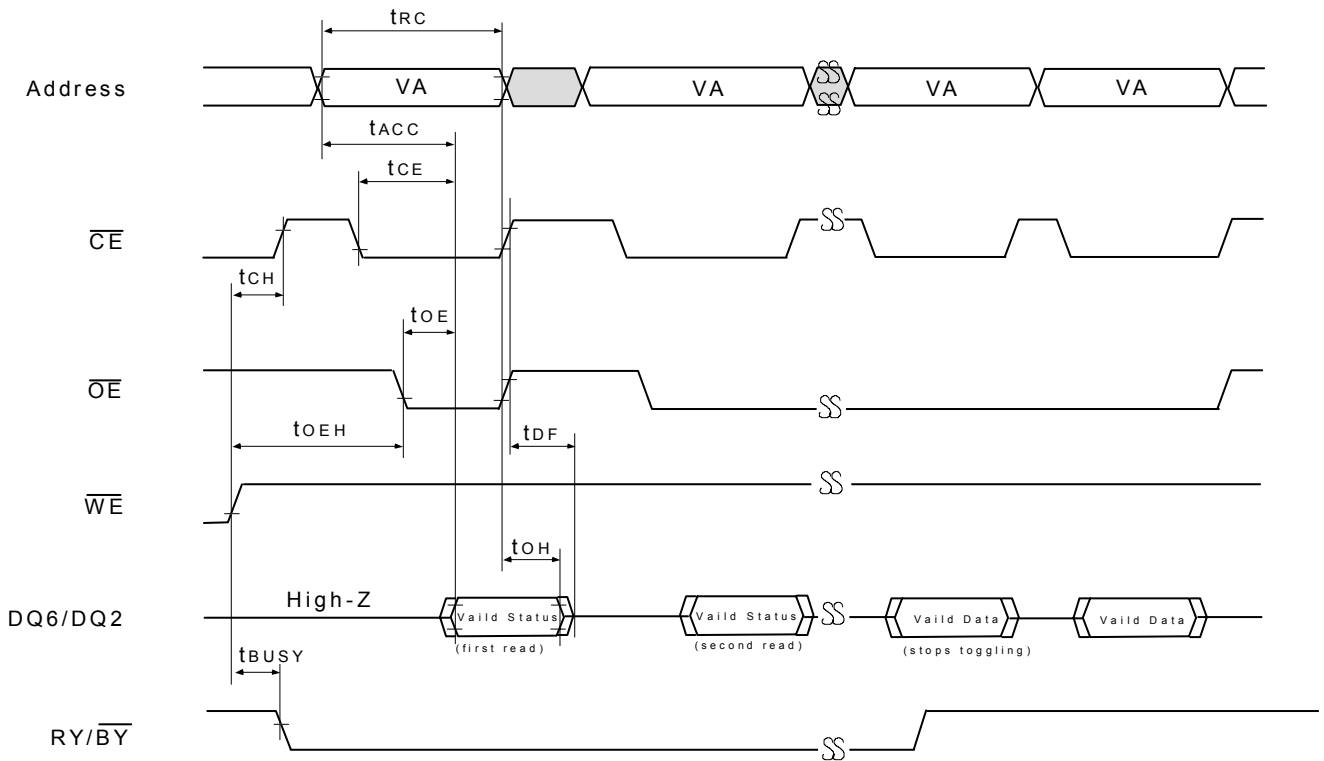 tRC
Address
VA
VA
VA
VA
tACC
tCE
CE
tCH
tOE
OE
tOEH
tDF
WE
tOH
High-Z
DQ6/DQ2
Vaild Status
Vaild Status
Vaild Data
Vaild Data
(first read)
(second read)
(stops toggling)
tBUSY
RY/BY